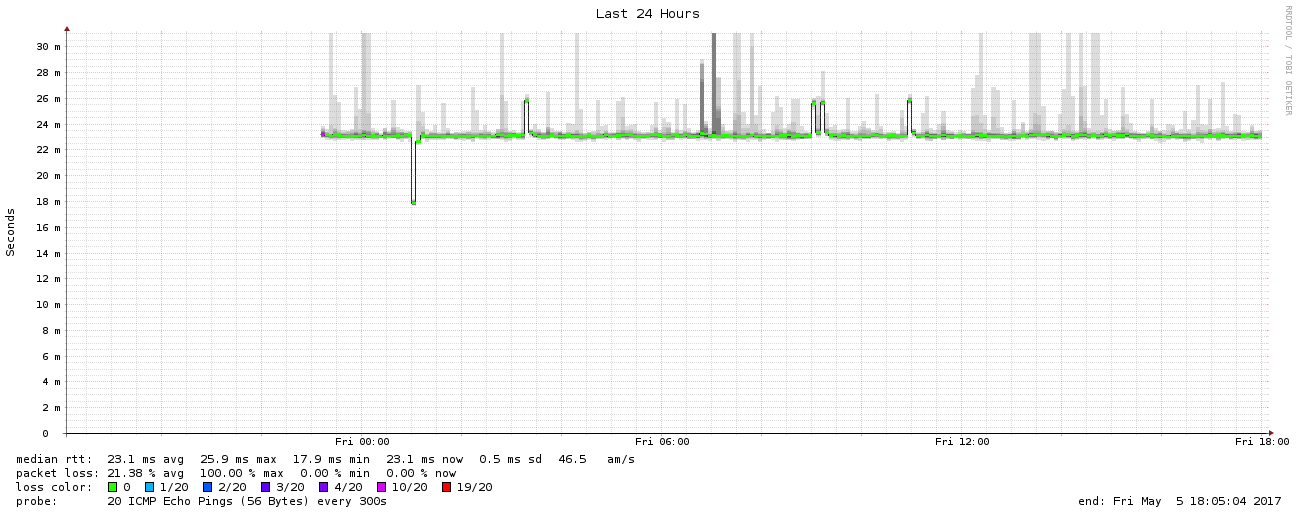 Last 24 Hours
RRDTOOL / TOBI OETIKER
Seconds
30 m
28 m
26 m
24 m
22 m
20 m
18 m
16 m
14 m
12 m
10 m
8 m
6 m
4 m
2 m
0
Fri 00:00 Fri 06:00 Fri 12:00 Fri 18:00
median rtt: 23.1 ms avg 25.9 ms max 17.9 ms min 23.1 ms now 0.5 ms sd 46.5 am/s
packet loss: 21.38 % avg 100.00 % max 0.00 % min 0.00 % now
loss color: 0 1/20 2/20 3/20 4/20 10/20 19/20
probe: 20 ICMP Echo Pings (56 Bytes) every 300s end: Fri May 5 18:05:04 2017